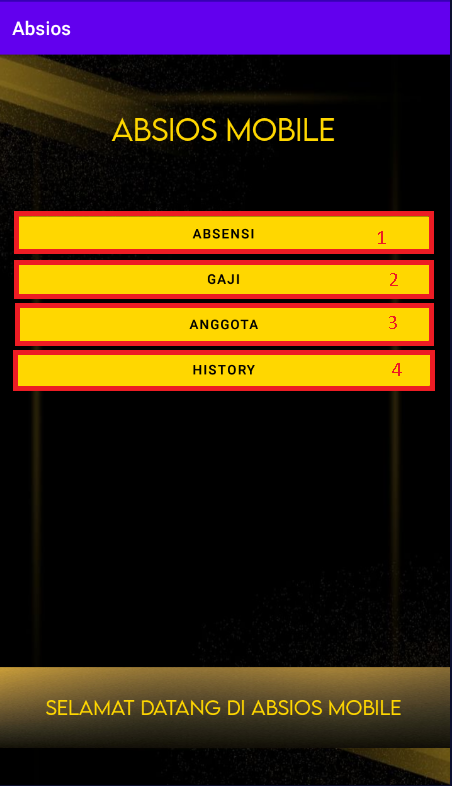 Absios
ABSIOS MOBILE
ABSENSI 1
GAJI 2
ANGGOTA 3
HISTORY 4
SELAMAT DATANG DI ABSIOS MOBILE